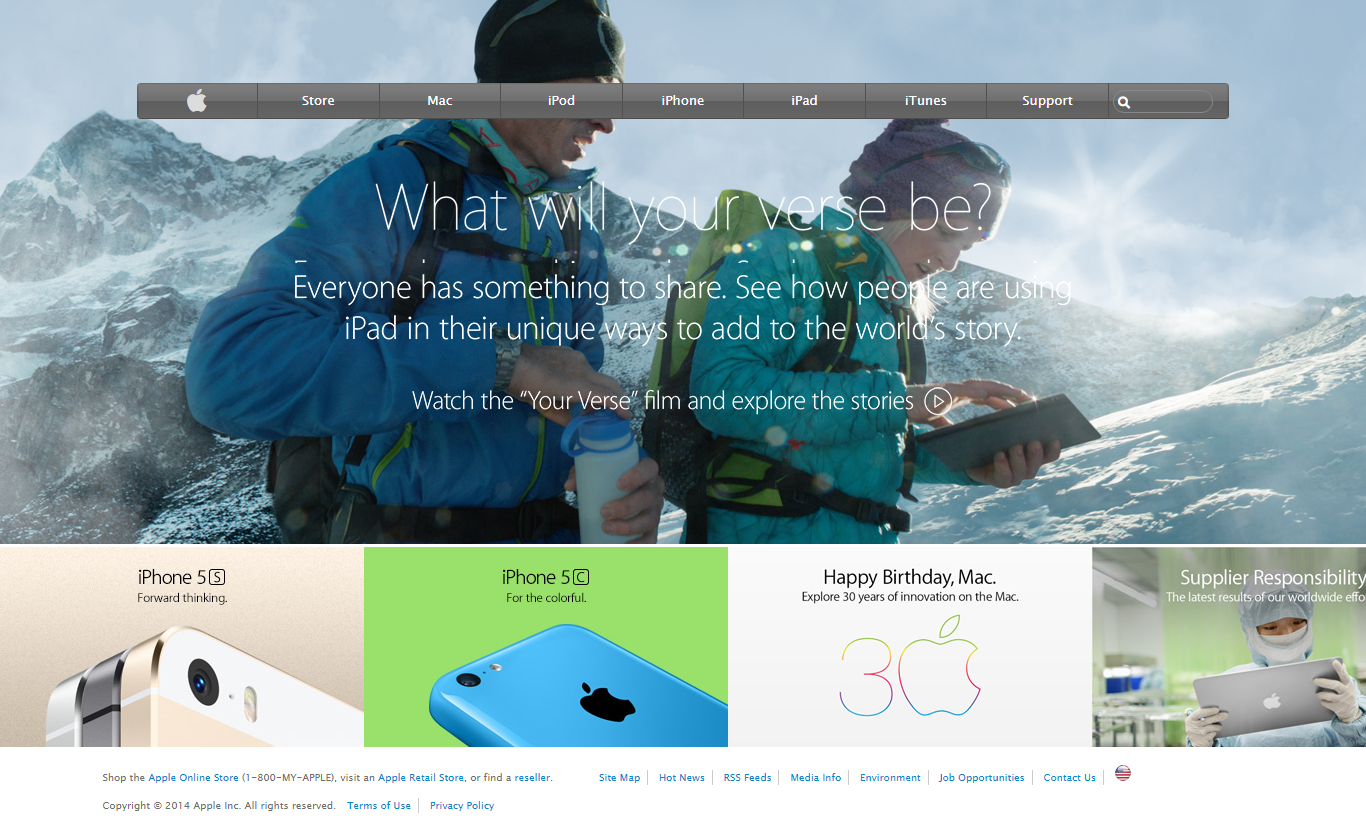 Store Mac iPod iPhone iPad iTunes Support
What will your verse be?
Everyone has something to share. See how people are using
iPad in their unique ways to add to the world's story.
Watch the “Your Verse” film and explore the stories
iPhone 5S
Forward thinking.
iPhone 5C
For the colorful.
Happy Birthday, Mac.
Explore 30 years of innovation on the Mac.
30
Supplier Responsibility
The latest results of our worldwide effo
Shop the Apple Online Store (1-800-MY-APPLE), visit an Apple Retail Store, or find a reseller.
Site Map Hot News RSS Feeds Media Info Environment Job Opportunities Contact Us
Copyright © 2014 Apple Inc. All rights reserved. Terms of Use Privacy Policy